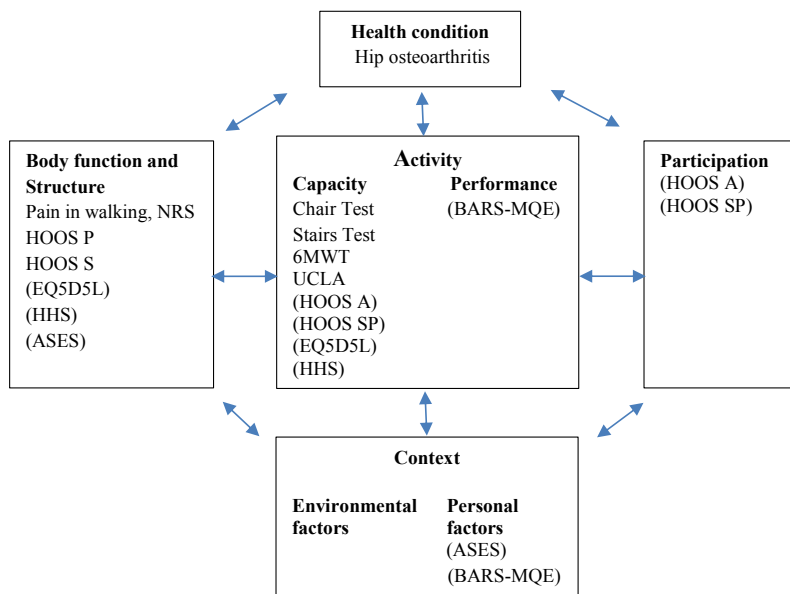 Health condition
Hip osteoarthritis
Body function and
Structure
Pain in walking, NRS
HOOS P
HOOS S
(EQ5D5L)
(HHS)
(ASES)
Activity
Capacity
Chair Test
Stairs Test
6MWT
UCLA
(HOOS A)
(HOOS SP)
(EQ5D5L)
(HHS)
Performance
(BARS-MQE)
Participation
(HOOS A)
(HOOS SP)
Context
Environmental
factors
Personal
factors
(ASES)
(BARS-MQE)